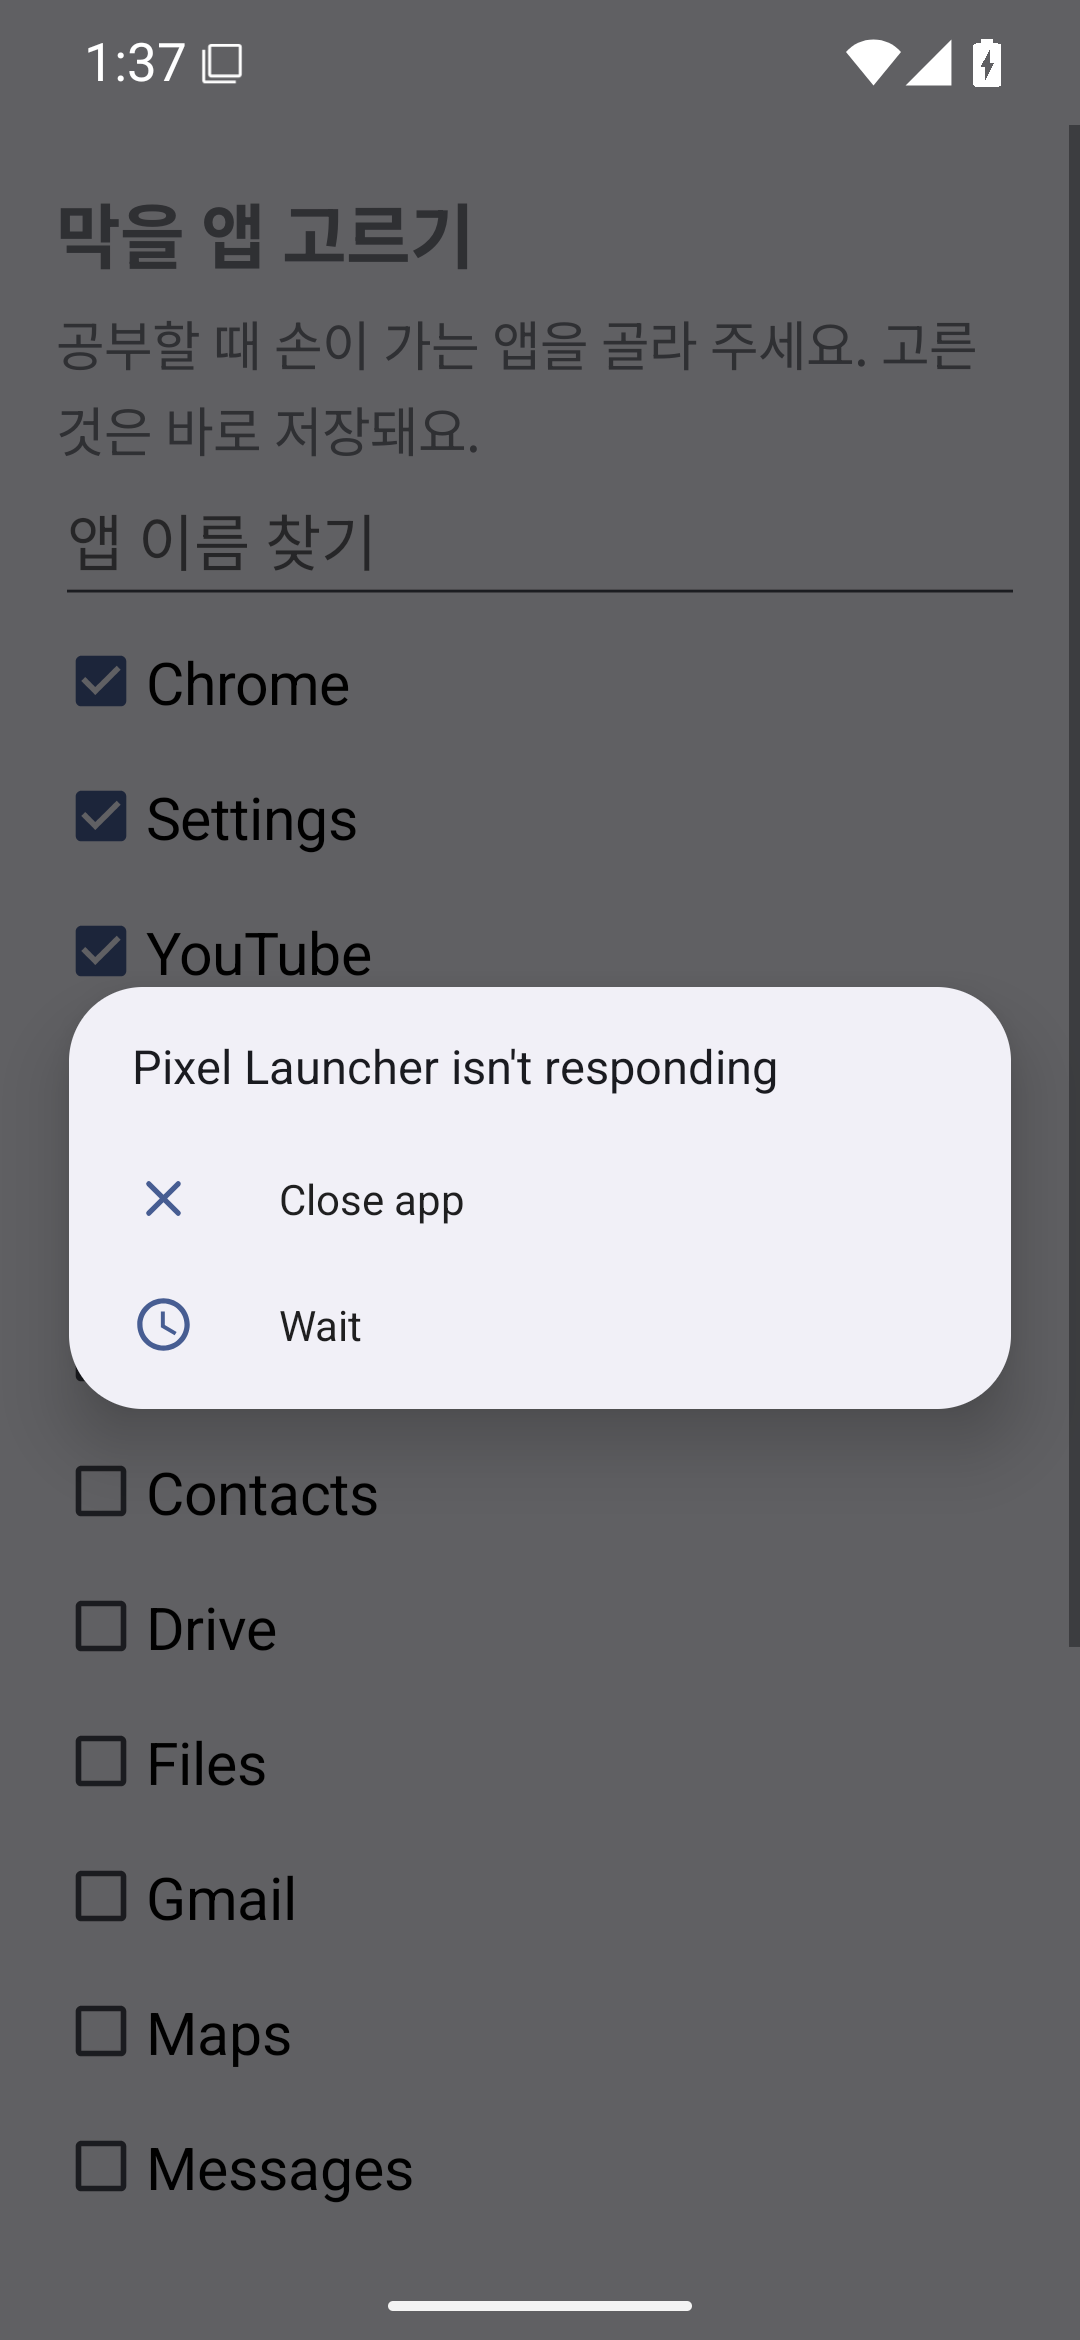 1:37
막을 앱 고르기
공부할 때 손이 가는 앱을 골라 주세요. 고른
것은 바로 저장돼요.
앱 이름 찾기
Chrome
Settings
YouTube
Pixel Launcher isn't responding
Close app
Wait
Contacts
Drive
Files
Gmail
Maps
Messages